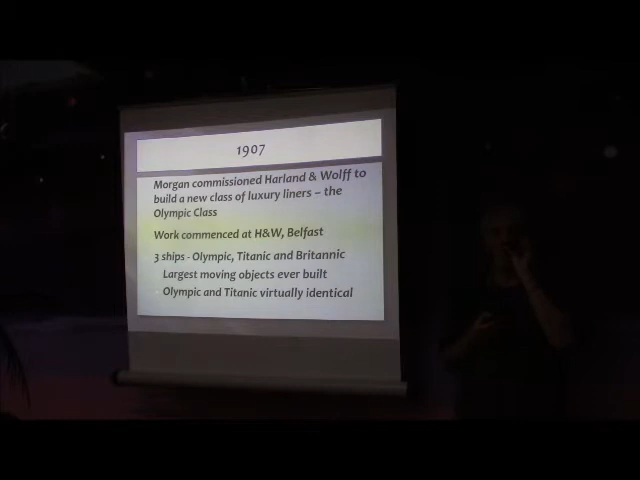 1907
Morgan commissioned Harland & Wolff to
build a new class of luxury liners – the
Olympic Class
Work commenced at H&W, Belfast
3 ships - Olympic, Titanic and Britannic
Largest moving objects ever built
Olympic and Titanic virtually identical